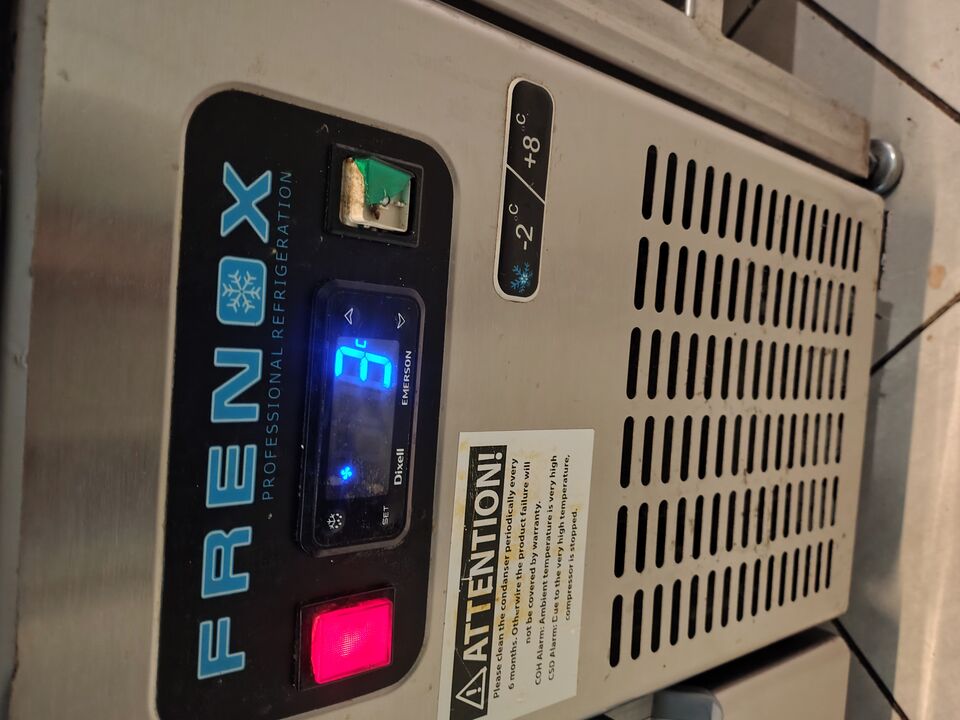 FRENOX
PROFESSIONAL REFRIGERATION
3°C
SET
Dixell
EMERSON
-2°C / +8°C
ATTENTION!
Please clean the condanser periodically every
6 months. Otherwire the product failure will
not be covered by warranty.
COH Alarm: Ambient temperature is very high
CSD Alarm: Due to the very high temperature,
compressor is stopped.